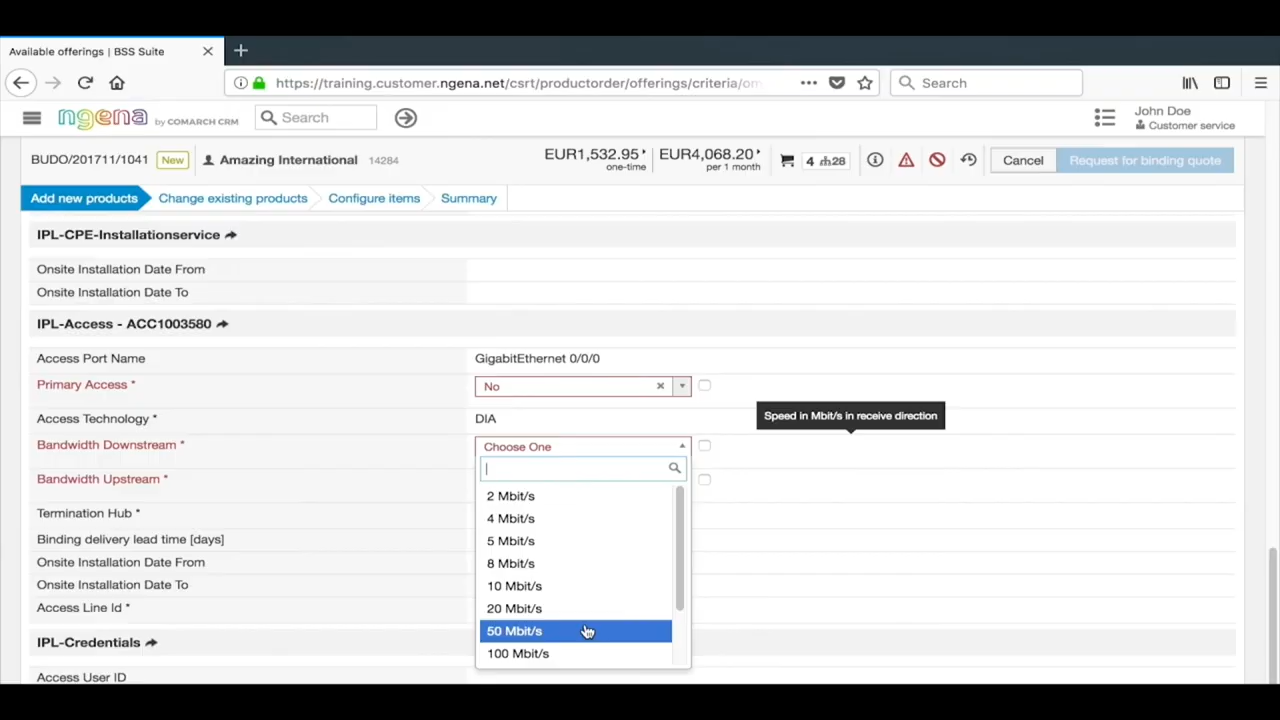 Available offerings | BSS Suite
https://training.customer.ngena.net/csrt/productorder/offerings/criteria/om
Search
ngena by COMARCH CRM
Search
John Doe
Customer service
BUDO/201711/1041 New Amazing International 14284
EUR1,532.95 one-time
EUR4,068.20 per 1 month
4 28
Cancel
Request for binding quote
Add new products
Change existing products
Configure items
Summary
IPL-CPE-Installationservice
Onsite Installation Date From
Onsite Installation Date To
IPL-Access - ACC1003580
Access Port Name GigabitEthernet 0/0/0
Primary Access * No
Access Technology * DIA
Speed in Mbit/s in receive direction
Bandwidth Downstream * Choose One
Bandwidth Upstream *
Termination Hub *
Binding delivery lead time [days]
Onsite Installation Date From
Onsite Installation Date To
Access Line Id *
2 Mbit/s
4 Mbit/s
5 Mbit/s
8 Mbit/s
10 Mbit/s
20 Mbit/s
50 Mbit/s
100 Mbit/s
IPL-Credentials
Access User ID